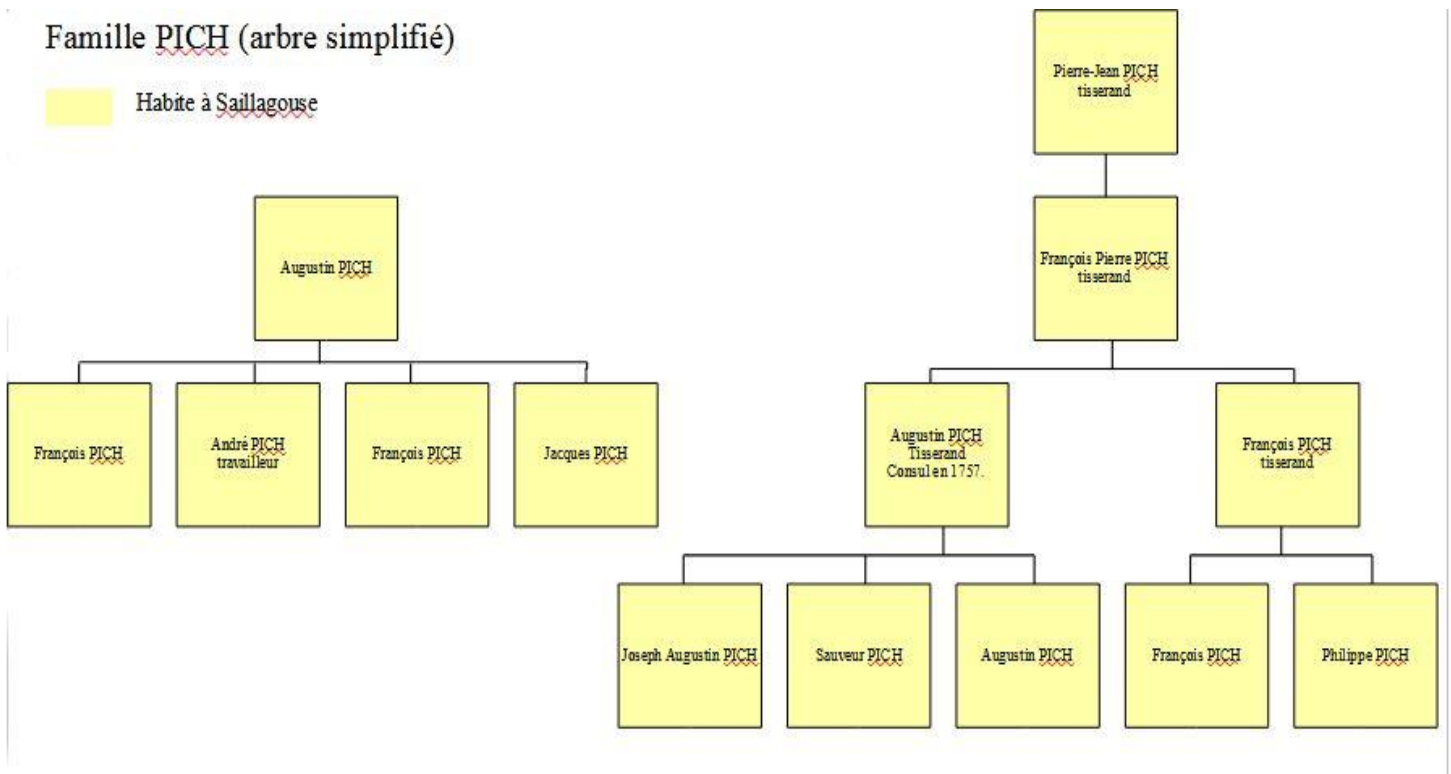 Famille PICH (arbre simplifié)
Habite à Saillagouse
Pierre-Jean PICH
tisserand
Augustin PICH
François Pierre PICH
tisserand
François PICH
André PICH
travailleur
François PICH
Jacques PICH
Augustin PICH
Tisserand
Consul en 1757.
François PICH
tisserand
Joseph Augustin PICH
Sauveur PICH
Augustin PICH
François PICH
Philippe PICH